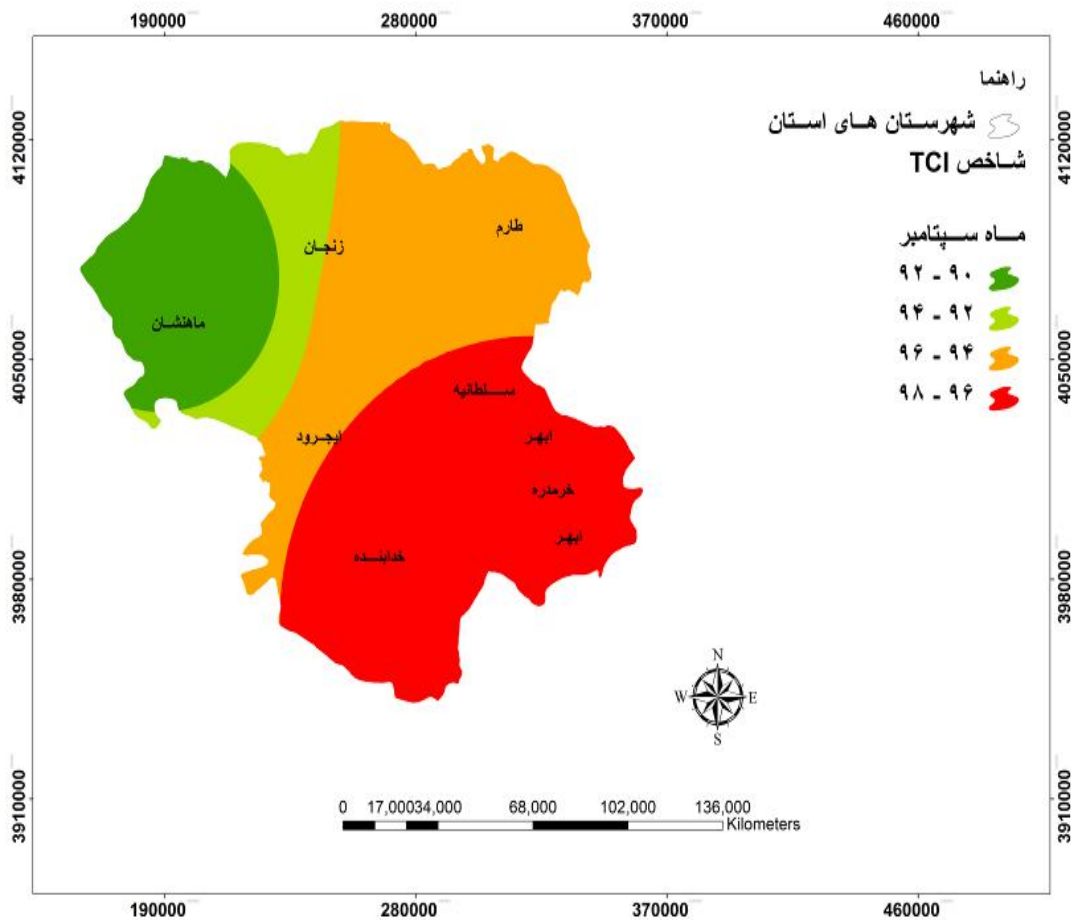 190000 280000 370000 460000
راهنما
شهرستان های استان
شاخص TCI
ماه سپتامبر
۹۲ - ۹۰
۹۴ - ۹۲
۹۶ - ۹۴
۹۸ - ۹۶
4120000 4120000
4050000 4050000
3980000 3980000
3910000 3910000
طارم
زنجان
ماهنشان
سلطانیه
ایجرود
ابهر
خرمدره
ابهر
خدابنده
N
W E
S
0 17,00034,000 68,000 102,000 136,000
Kilometers
190000 280000 370000 460000